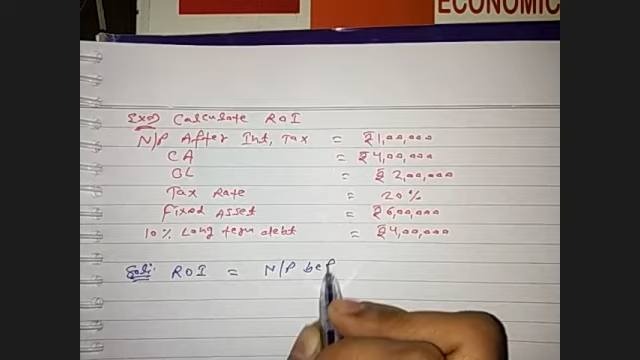 ECONOMIC
Exo Calculate ROI
N/P After Int, Tax = ₹1,00,000
CA = ₹4,00,000
CL = ₹2,00,000
Tax Rate = 20%
Fixed Asset = ₹6,00,000
10% Long term debt = ₹4,00,000
Sol: ROI = N/P bef